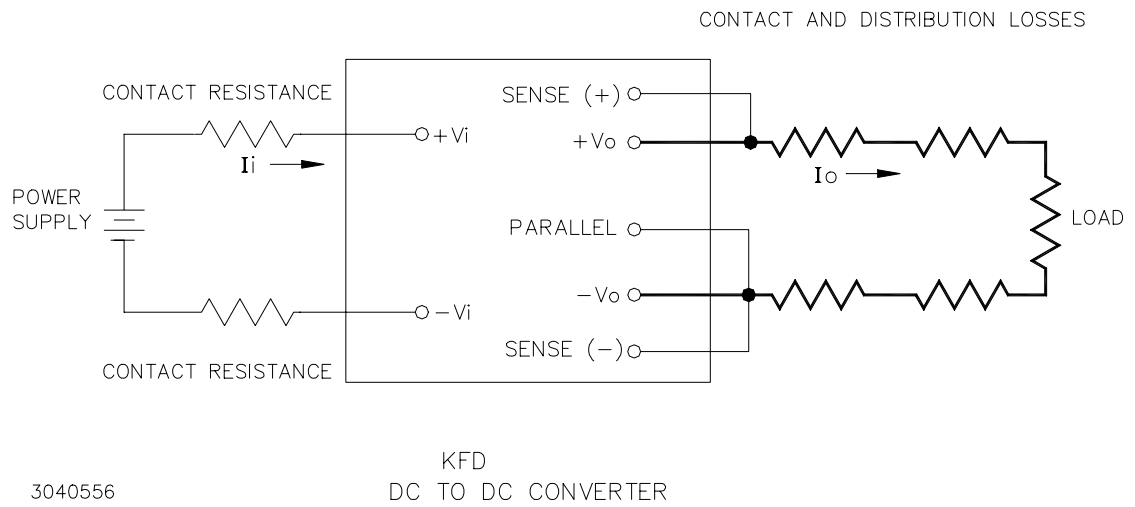 CONTACT AND DISTRIBUTION LOSSES
CONTACT RESISTANCE
SENSE (+)
+Vi
+Vo
Ii
Io
POWER
SUPPLY
PARALLEL
LOAD
-Vo
-Vi
SENSE (-)
CONTACT RESISTANCE
KFD
3040556
DC TO DC CONVERTER